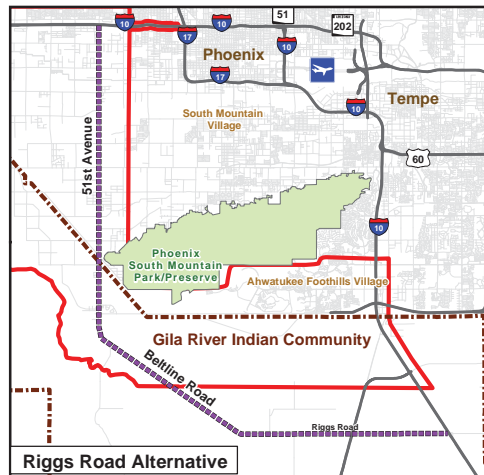 10
51
LOOP
202
17
10
Phoenix
17
10
Tempe
South Mountain
Village
60
51st Avenue
10
Phoenix
South Mountain
Park/Preserve
Ahwatukee Foothills Village
Gila River Indian Community
Beltline Road
Riggs Road
Riggs Road Alternative